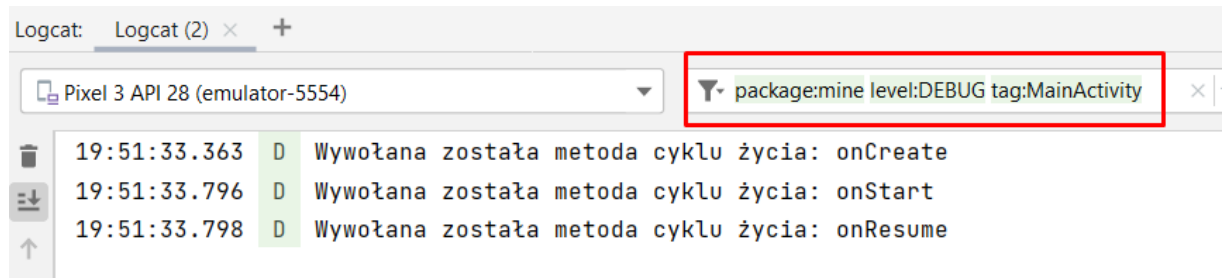 Logcat: Logcat (2)
Pixel 3 API 28 (emulator-5554) package:mine level:DEBUG tag:MainActivity
19:51:33.363 D Wywołana została metoda cyklu życia: onCreate
19:51:33.796 D Wywołana została metoda cyklu życia: onStart
19:51:33.798 D Wywołana została metoda cyklu życia: onResume